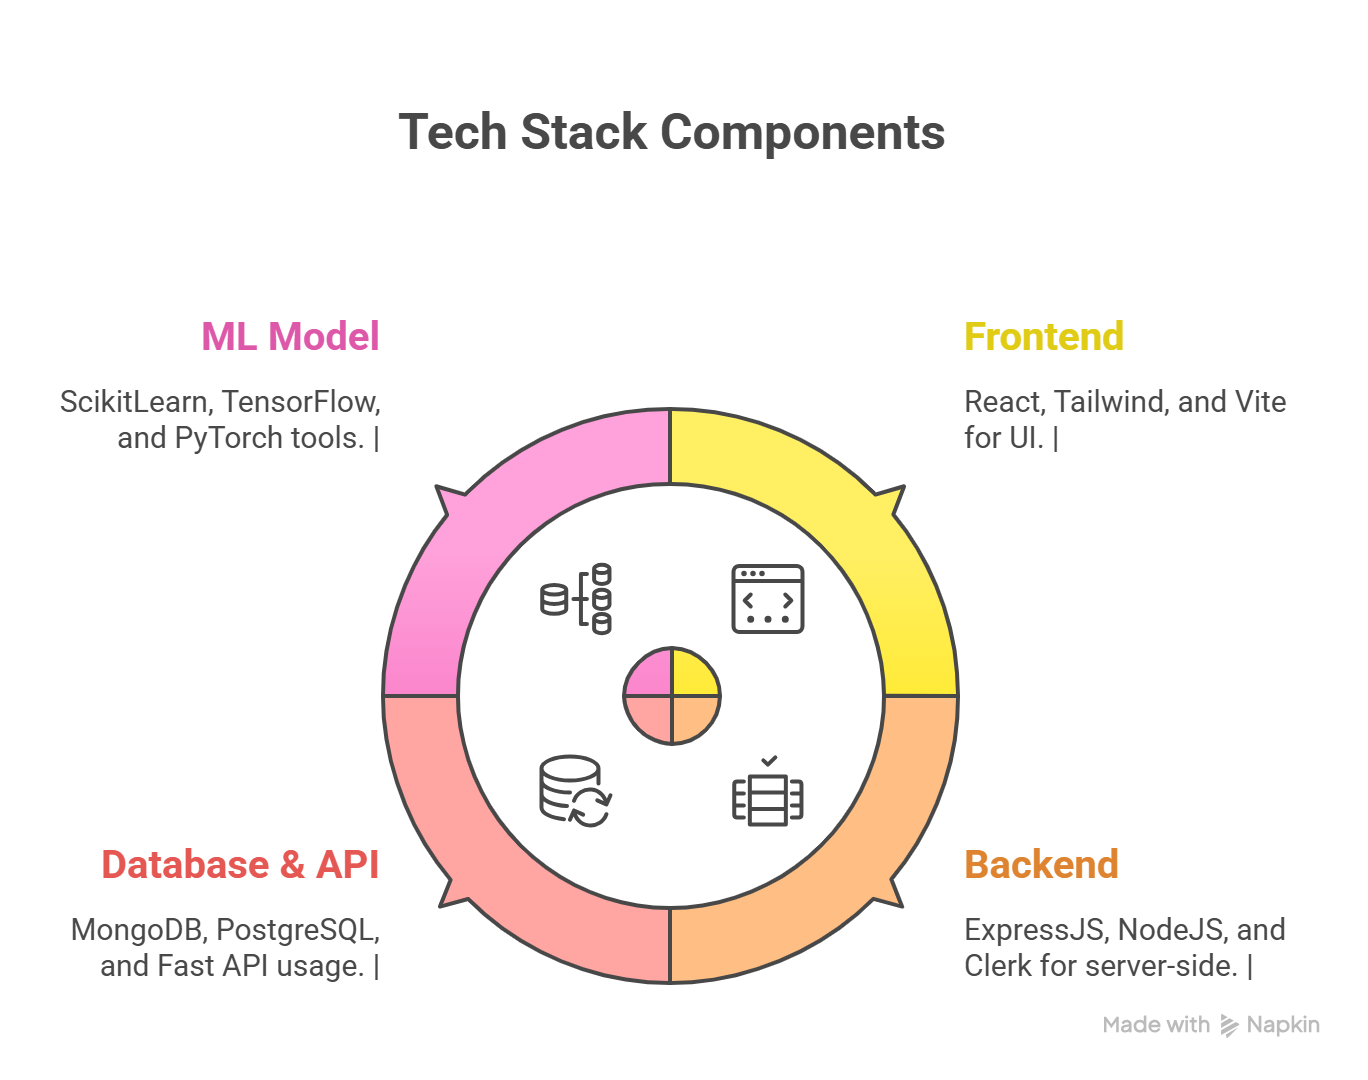 Tech Stack Components
ML Model
ScikitLearn, TensorFlow,
and PyTorch tools. |
Frontend
React, Tailwind, and Vite
for UI. |
Database & API
MongoDB, PostgreSQL,
and Fast API usage. |
Backend
ExpressJS, NodeJS, and
Clerk for server-side. |
Made with Napkin